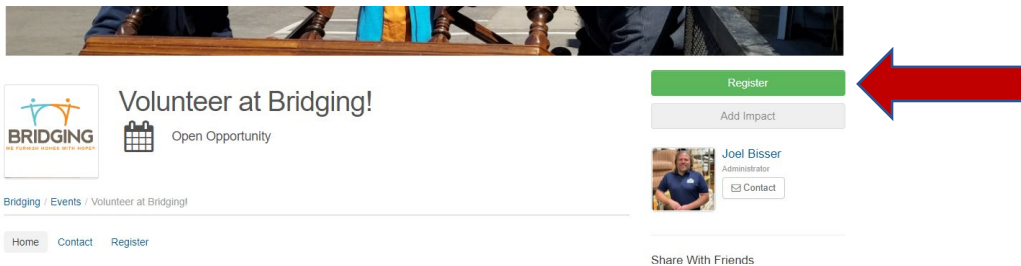 Volunteer at Bridging!
Open Opportunity
BRIDGING
WE FURNISH HOMES WITH HOPE®
Bridging / Events / Volunteer at Bridging!
Home Contact Register
Register
Add Impact
Joel Bisser
Administrator
Contact
Share With Friends